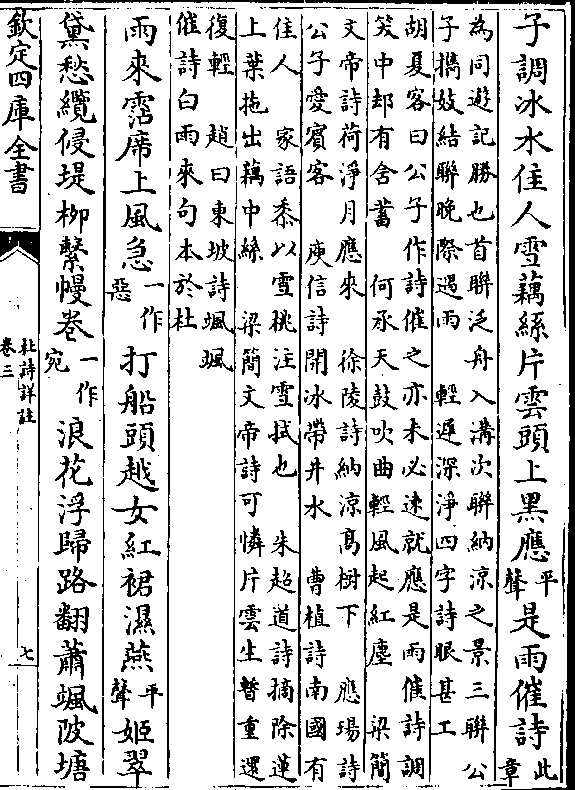 子調冰水佳人雪藕絲片雲頭上黑應平聲是雨催詩此章
為同遊記勝也首聯泛舟入溝次聯納涼之景三聯公
子擕妓結聯晚際遇雨　輕遲深淨四字詩眼甚工
胡夏客曰公子作詩催之亦未必速就應是雨催詩調
笑中却有含蓄　何承天鼓吹曲輕風起紅塵　梁簡
文帝詩荷淨月應來　徐陵詩納涼高樹下　應瑒詩
公子愛賔客　庾信詩開冰帶井水　曹植詩南國有
佳人　家語黍以雪桃注雪拭也　朱超道詩摘除蓮
上葉拖出藕中絲　梁簡文帝詩可憐片雲生暫重還
復輕　趙曰東坡詩颯颯
催詩白雨來句本於杜
雨來霑席上風急一作惡打船頭越女紅裙濕燕平聲姬翠
黛愁纜侵堤柳繫幔卷一作宛浪花浮歸路翻蕭颯陂塘
欽定四庫全書
杜詩詳註
卷三
七